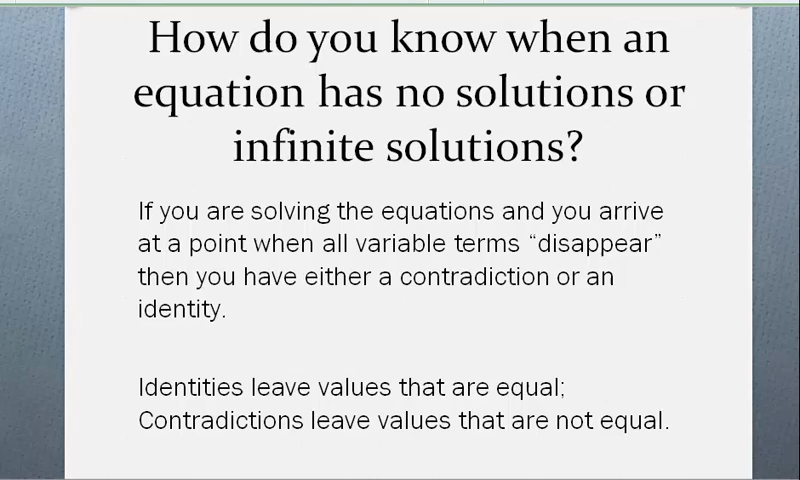 How do you know when an
equation has no solutions or
infinite solutions?
If you are solving the equations and you arrive
at a point when all variable terms “disappear”
then you have either a contradiction or an
identity.
Identities leave values that are equal;
Contradictions leave values that are not equal.